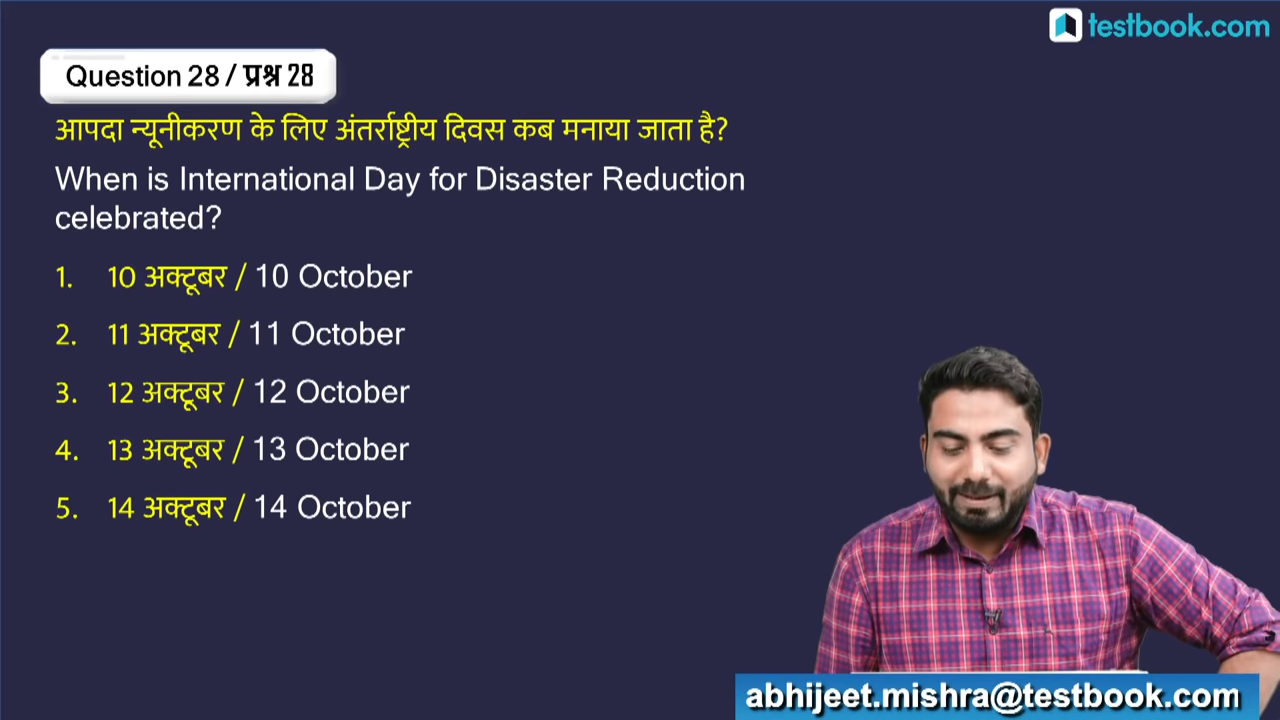 testbook.com
Question 28 / प्रश्न 28
आपदा न्यूनीकरण के लिए अंतर्राष्ट्रीय दिवस कब मनाया जाता है?
When is International Day for Disaster Reduction
celebrated?
1. 10 अक्टूबर / 10 October
2. 11 अक्टूबर / 11 October
3. 12 अक्टूबर / 12 October
4. 13 अक्टूबर / 13 October
5. 14 अक्टूबर / 14 October
abhijeet.mishra@testbook.com